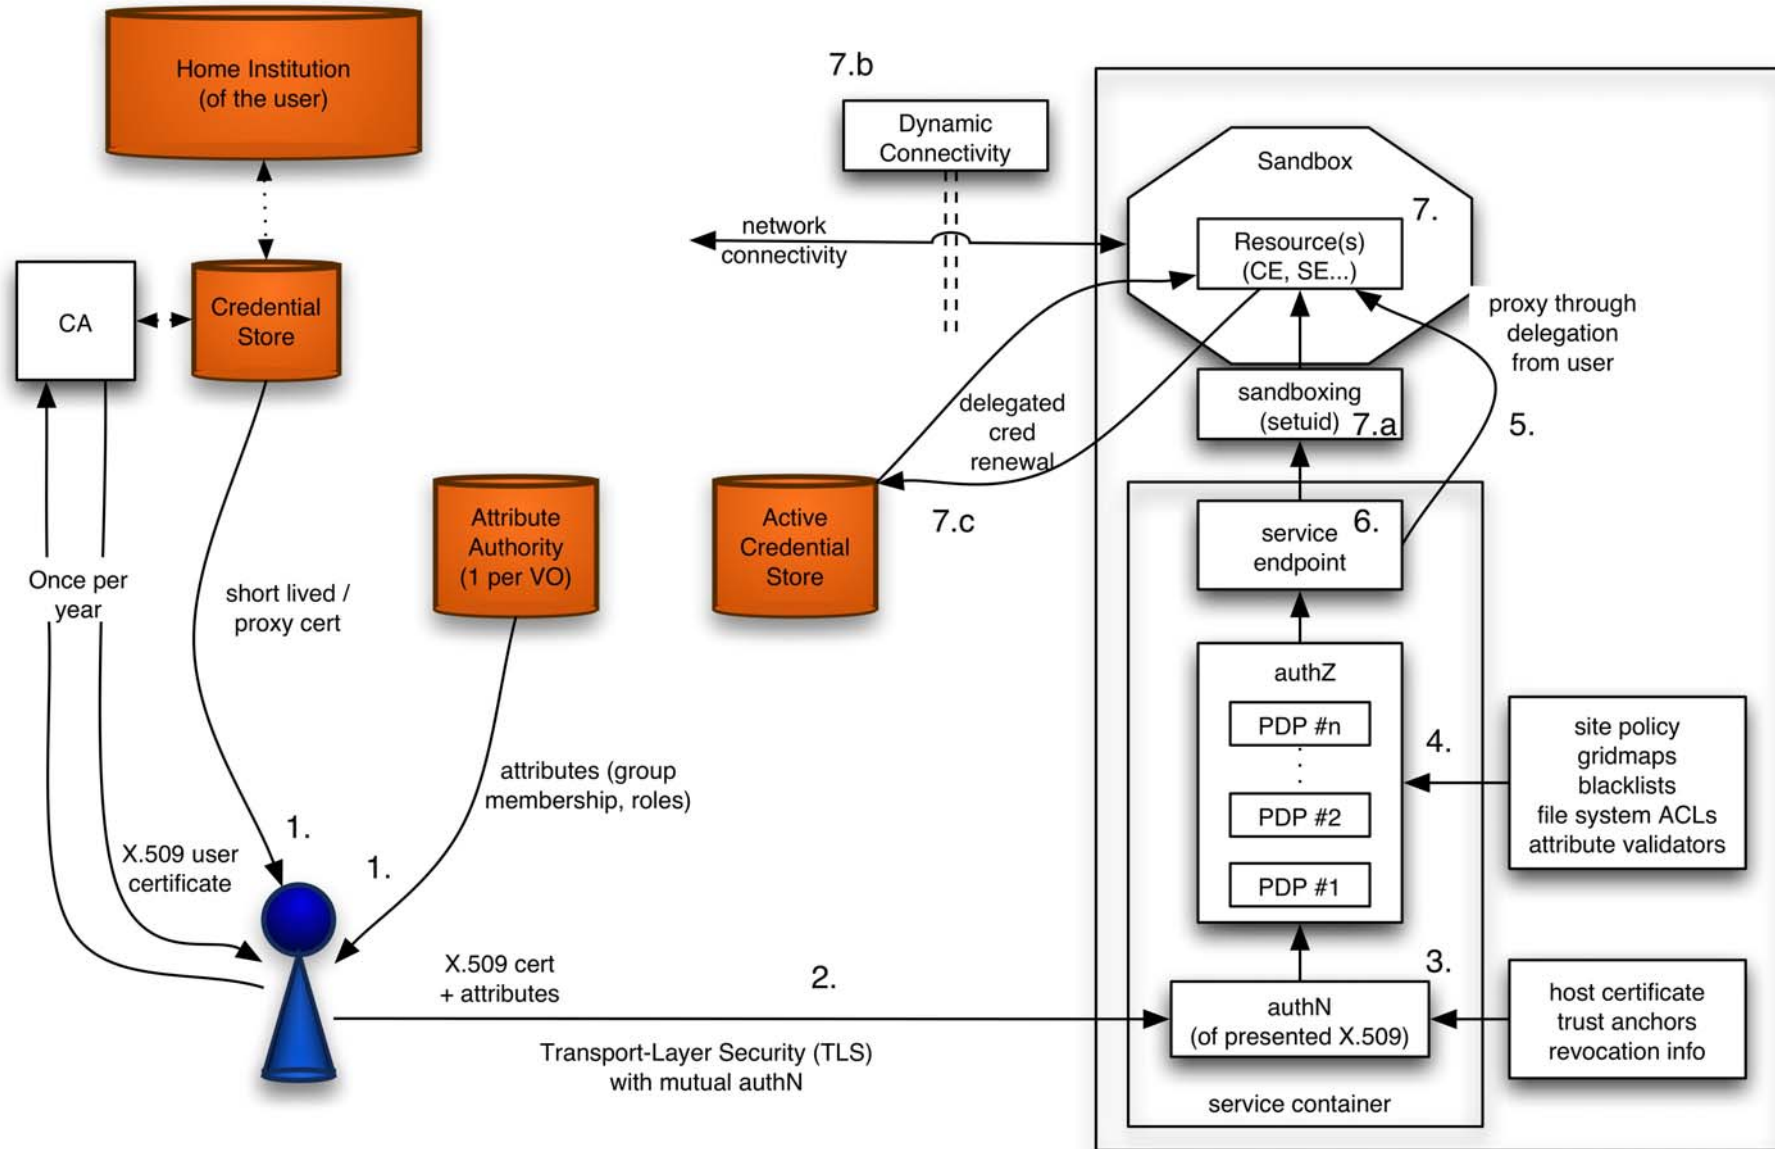 Home Institution
(of the user)
7.b
Dynamic
Connectivity
Sandbox
7.
network
connectivity
Resource(s)
(CE, SE...)
CA
Credential
Store
proxy through
delegation
from user
sandboxing
(setuid)
7.a
5.
delegated
cred
renewal
7.c
Attribute
Authority
(1 per VO)
Active
Credential
Store
6.
service
endpoint
Once per
year
short lived /
proxy cert
authZ
PDP #n
PDP #2
PDP #1
4.
site policy
gridmaps
blacklists
file system ACLs
attribute validators
attributes (group
membership, roles)
1.
1.
X.509 user
certificate
X.509 cert
+ attributes
2.
3.
authN
(of presented X.509)
host certificate
trust anchors
revocation info
Transport-Layer Security (TLS)
with mutual authN
service container